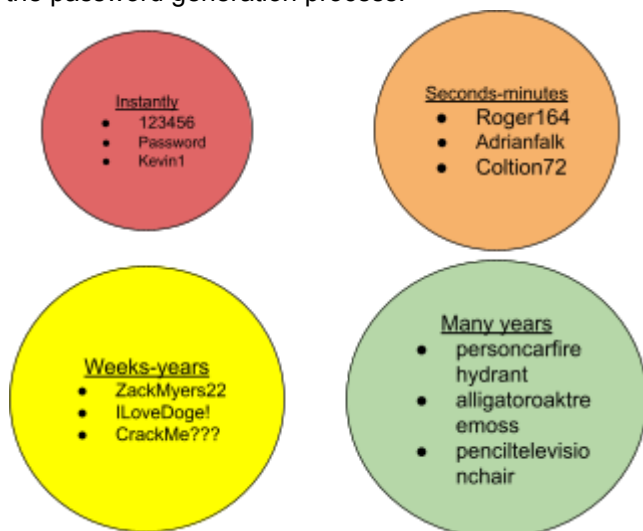 the password generation process.
Instantly
● 123456
● Password
● Kevin1
Seconds-minutes
● Roger164
● Adrianfalk
● Coltion72
Weeks-years
● ZackMyers22
● ILoveDoge!
● CrackMe???
Many years
● personcarfire
hydrant
● alligatoroaktre
emoss
● penciltelevisio
nchair